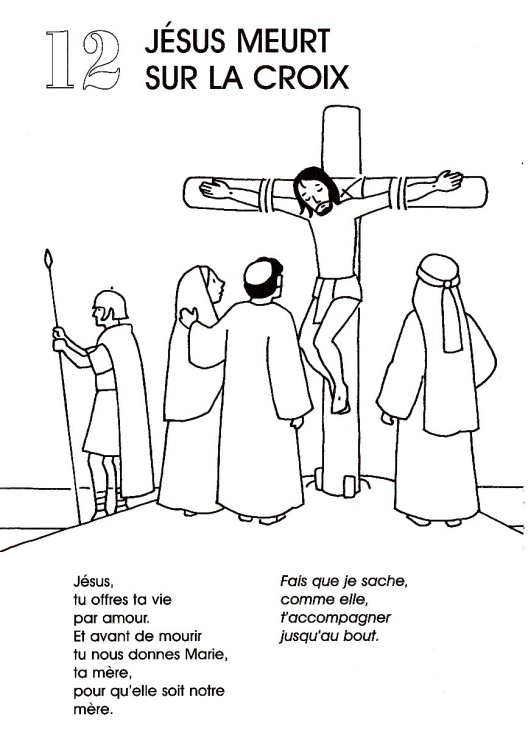 12
JÉSUS MEURT
SUR LA CROIX
Jésus,
tu offres ta vie
par amour.
Et avant de mourir
tu nous donnes Marie,
ta mère,
pour qu'elle soit notre
mère.
Fais que je sache,
comme elle,
t'accompagner
jusqu'au bout.